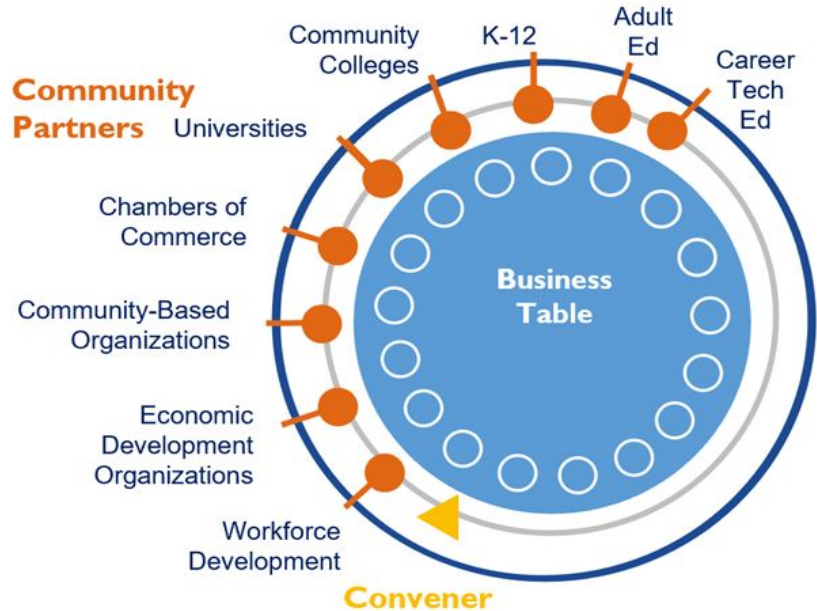 Community
Partners
Universities
Community
Colleges
K-12
Adult
Ed
Career
Tech
Ed
Chambers of
Commerce
Community-Based
Organizations
Economic
Development
Organizations
Workforce
Development
Convener
Business
Table